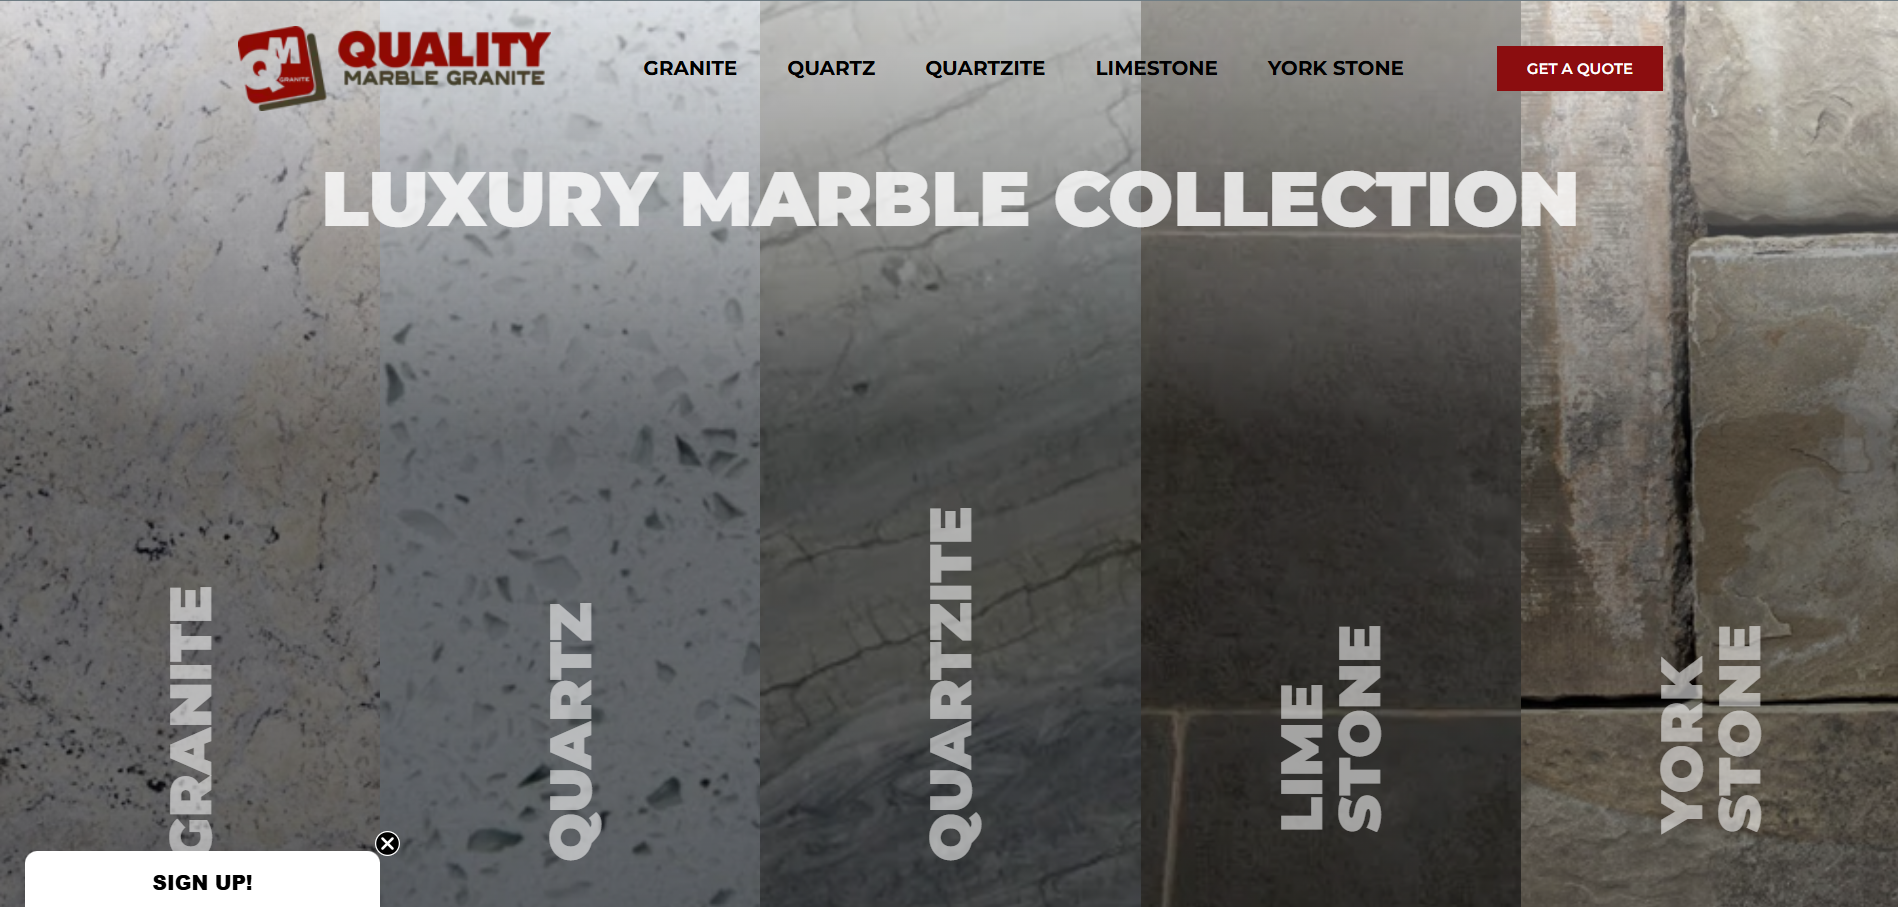 QM
GRANITE
QUALITY
MARBLE GRANITE
GRANITE
QUARTZ
QUARTZITE
LIMESTONE
YORK STONE
GET A QUOTE
LUXURY MARBLE COLLECTION
GRANITE
QUARTZ
QUARTZITE
LIME
STONE
YORK
STONE
SIGN UP!